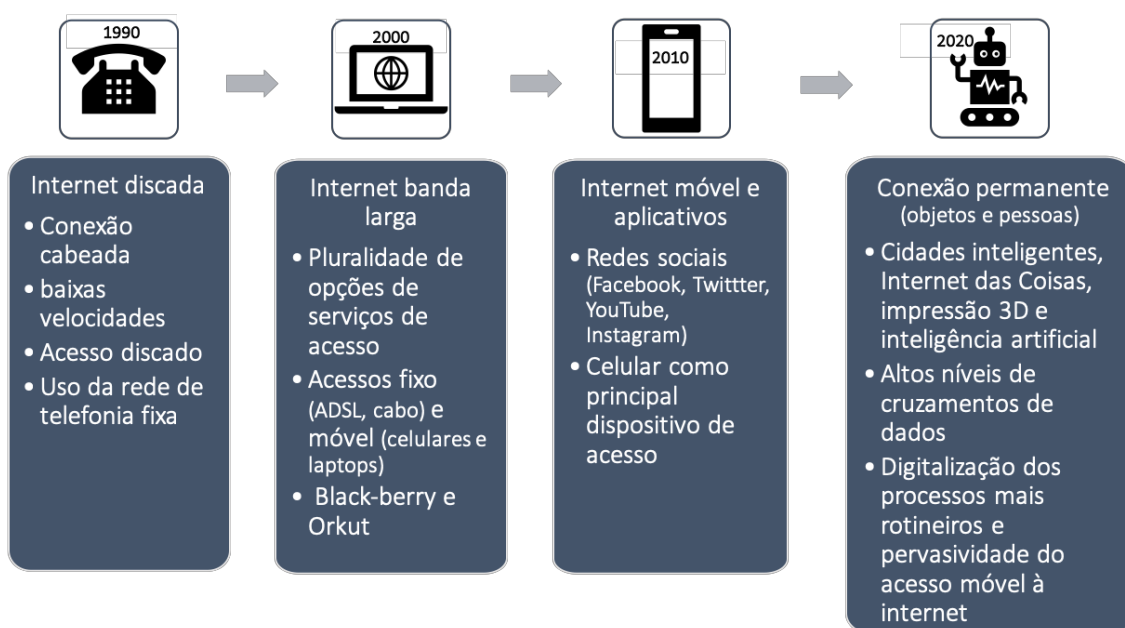 1990
2000
2010
2020
Internet discada
• Conexão
cabeada
• baixas
velocidades
• Acesso discado
• Uso da rede de
telefonia fixa
Internet banda
larga
• Pluralidade de
opções de
serviços de
acesso
• Acessos fixo
(ADSL, cabo) e
móvel (celulares e
laptops)
• Black-berry e
Orkut
Internet móvel e
aplicativos
• Redes sociais
(Facebook, Twittter,
YouTube,
Instagram)
• Celular como
principal
dispositivo de
acesso
Conexão permanente
(objetos e pessoas)
• Cidades inteligentes,
Internet das Coisas,
impressão 3D e
inteligência artificial
• Altos níveis de
cruzamentos de
dados
• Digitalização dos
processos mais
rotineiros e
pervasividade do
acesso móvel à
internet